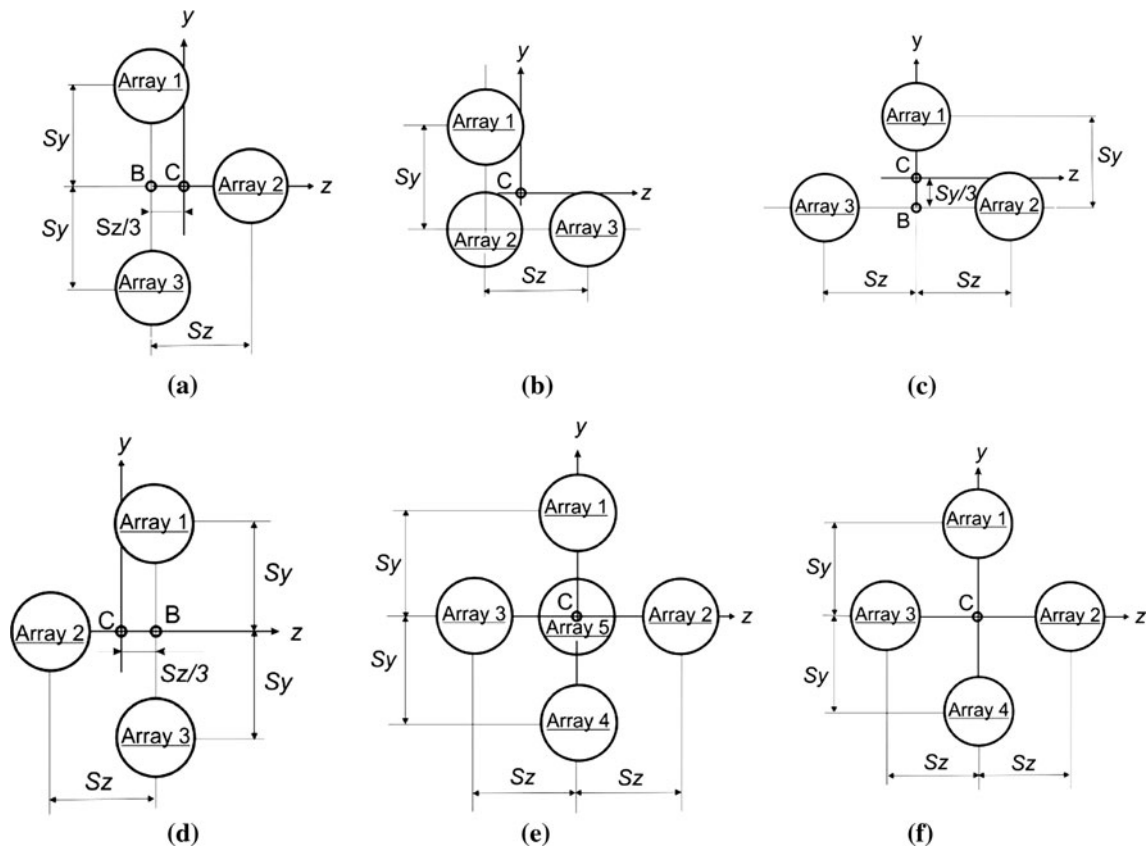 y
Array 1
Sy
B C z
Array 2
Sz/3
Sy
Array 3
Sz
(a)
y
Array 1
Sy
C z
Array 2 Array 3
Sz
(b)
y
Array 1
C z
Sy
Sy/3
Array 3 B Array 2
Sz Sz
(c)
y
Array 1
Sy
Array 2 C B z
Sz/3
Sy
Array 3
Sz
(d)
y
Array 1
Sy
Array 3 C Array 2 z
Array 5
Sy
Array 4
Sz Sz
(e)
y
Array 1
Sy
Array 3 C Array 2 z
Sy
Array 4
Sz Sz
(f)